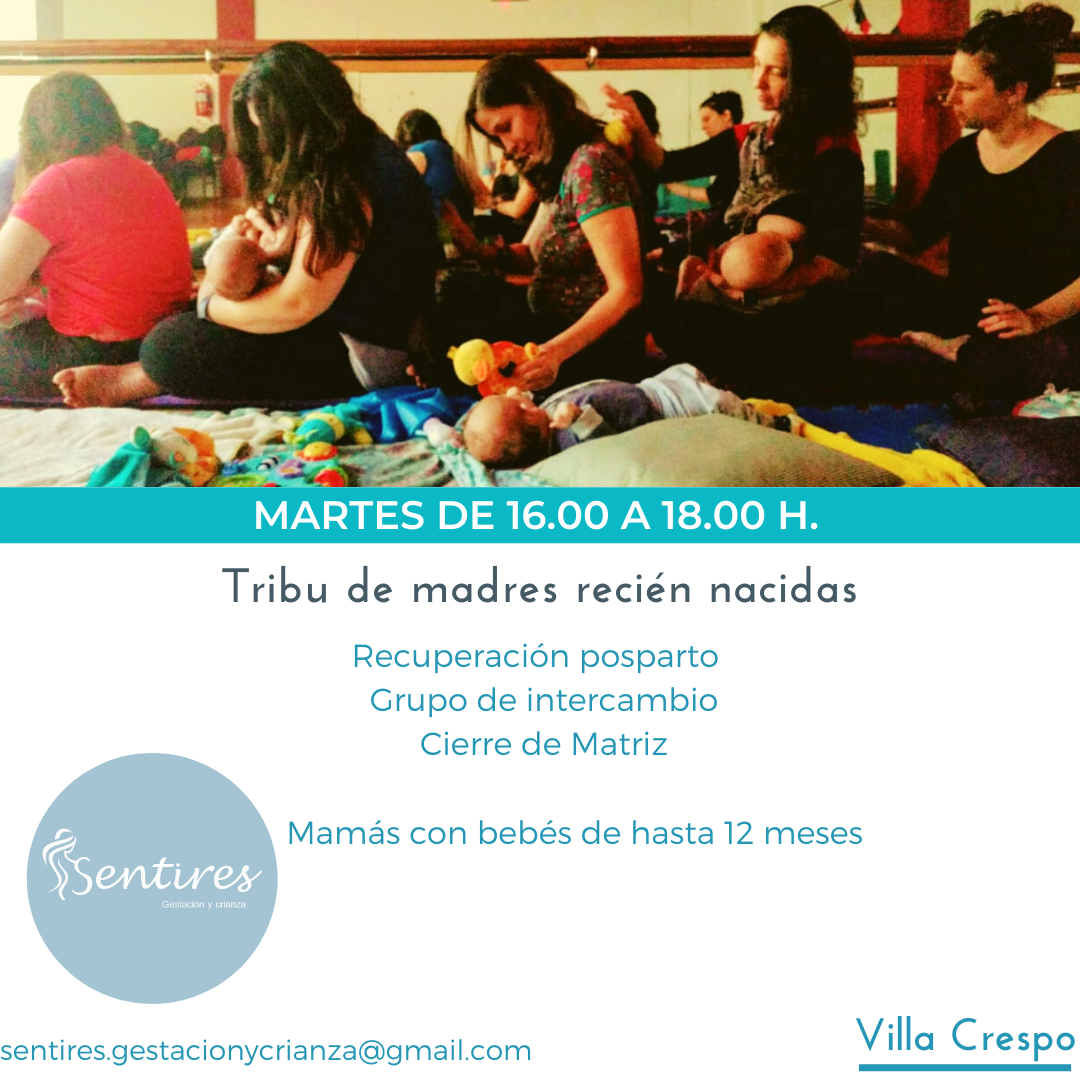 MARTES DE 16.00 A 18.00 H.
Tribu de madres recién nacidas
Recuperación posparto
Grupo de intercambio
Cierre de Matriz
Mamás con bebés de hasta 12 meses
Sentires
Gestación y crianza
Villa Crespo
sentires.gestacionycrianza@gmail.com